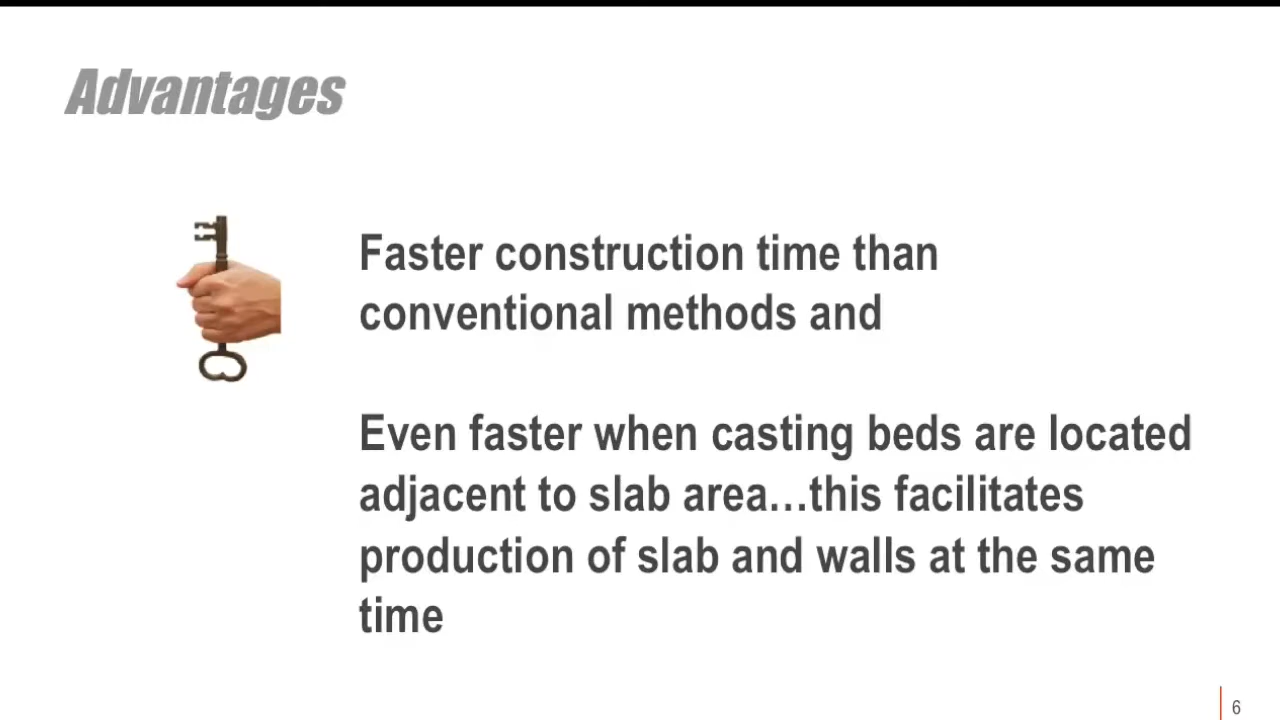 Advantages
Faster construction time than
conventional methods and
Even faster when casting beds are located
adjacent to slab area...this facilitates
production of slab and walls at the same
time
6